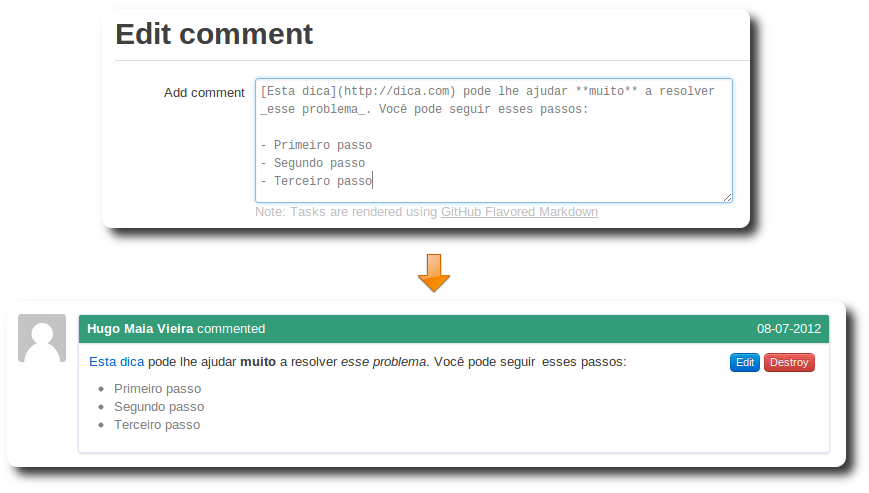 Edit comment
Add comment
[Esta dica](http://dica.com) pode lhe ajudar **muito** a resolver
_esse problema_. Você pode seguir esses passos:
- Primeiro passo
- Segundo passo
- Terceiro passo
Note: Tasks are rendered using GitHub Flavored Markdown
Hugo Maia Vieira commented 08-07-2012
Esta dica pode lhe ajudar muito a resolver esse problema. Você pode seguir esses passos: Edit Destroy
• Primeiro passo
• Segundo passo
• Terceiro passo